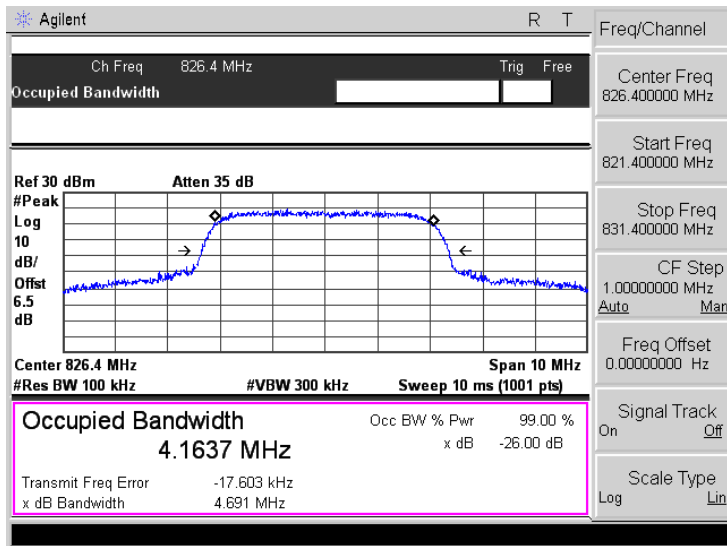 Agilent R T
Ch Freq 826.4 MHz Trig Free
Occupied Bandwidth
Ref 30 dBm Atten 35 dB
#Peak
Log
10
dB/
Offst
6.5
dB
Center 826.4 MHz Span 10 MHz
#Res BW 100 kHz #VBW 300 kHz Sweep 10 ms (1001 pts)
Occupied Bandwidth
4.1637 MHz
Occ BW % Pwr 99.00 %
x dB -26.00 dB
Transmit Freq Error -17.603 kHz
x dB Bandwidth 4.691 MHz
Freq/Channel
Center Freq
826.400000 MHz
Start Freq
821.400000 MHz
Stop Freq
831.400000 MHz
CF Step
1.00000000 MHz
Auto Man
Freq Offset
0.00000000 Hz
Signal Track
On Off
Scale Type
Log Lin